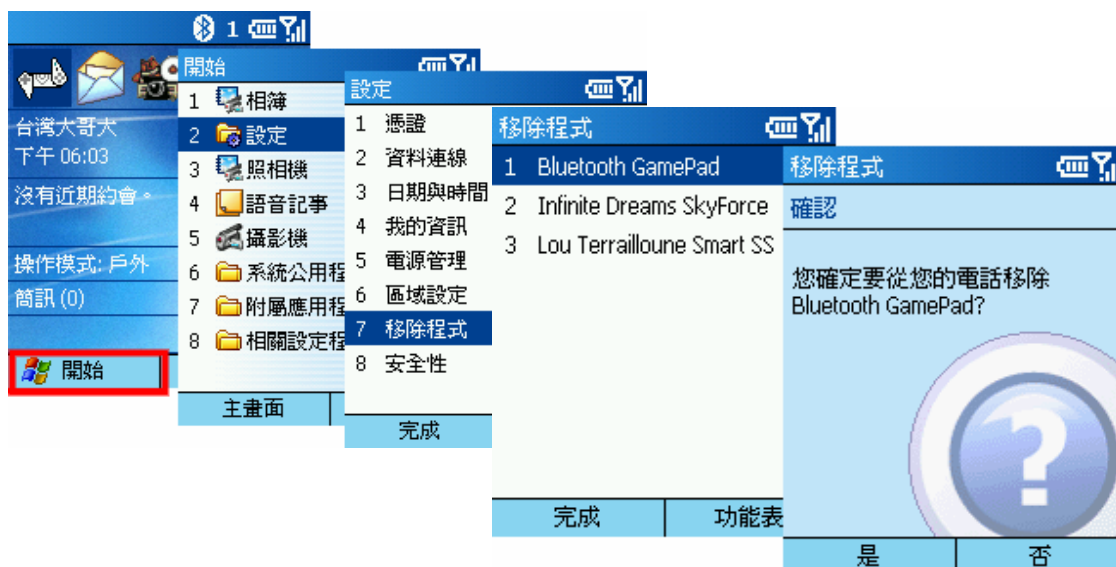 1
台灣大哥大
下午 06:03
沒有近期約會。
操作模式: 戶外
簡訊 (0)
開始
開始
1 相簿
2 設定
3 照相機
4 語音記事
5 攝影機
6 系統公用程
7 附屬應用程
8 相關設定程
主畫面
設定
1 憑證
2 資料連線
3 日期與時間
4 我的資訊
5 電源管理
6 區域設定
7 移除程式
8 安全性
完成
移除程式
1 Bluetooth GamePad
2 Infinite Dreams SkyForce
3 Lou Terrailloune Smart SS
完成 功能表
移除程式
確認
您確定要從您的電話移除
Bluetooth GamePad?
是 否